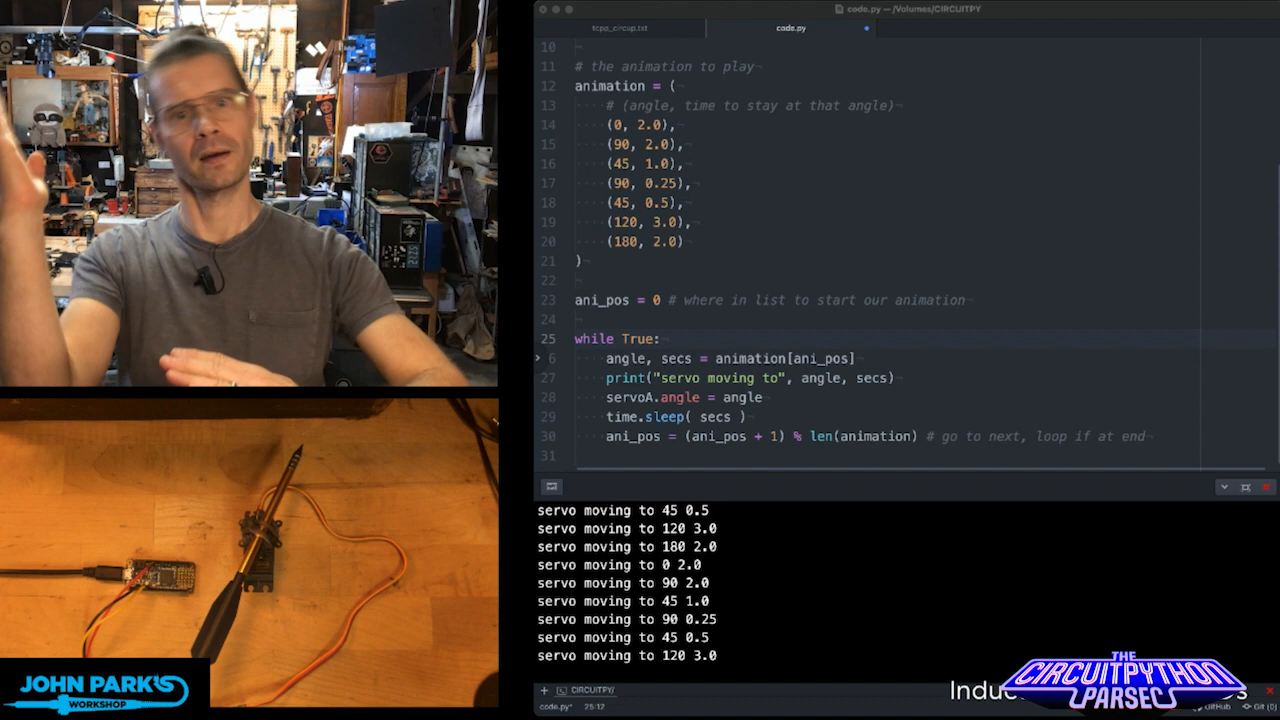 code.py — /Volumes/CIRCUITPY
tcpa_circup.txt
code.py
10
11 # the animation to play
12 animation = (
13 # (angle, time to stay at that angle)
14 (0, 2.0),
15 (90, 2.0),
16 (45, 1.0),
17 (90, 0.25),
18 (45, 0.5),
19 (120, 3.0),
20 (180, 2.0)
21 )
22
23 ani_pos = 0 # where in list to start our animation
24
25 while True:
6 angle, secs = animation[ani_pos]
27 print("servo moving to", angle, secs)
28 servoA.angle = angle
29 time.sleep( secs )
30 ani_pos = (ani_pos + 1) % len(animation) # go to next, loop if at end
31
servo moving to 45 0.5
servo moving to 120 3.0
servo moving to 180 2.0
servo moving to 0 2.0
servo moving to 90 2.0
servo moving to 45 1.0
servo moving to 90 0.25
servo moving to 45 0.5
servo moving to 120 3.0
+ CIRCUITPY/
code.py* 25:12
GitHub Git (0)
JOHN PARK'S
WORKSHOP
THE
CIRCUITPYTHON
PARSEC